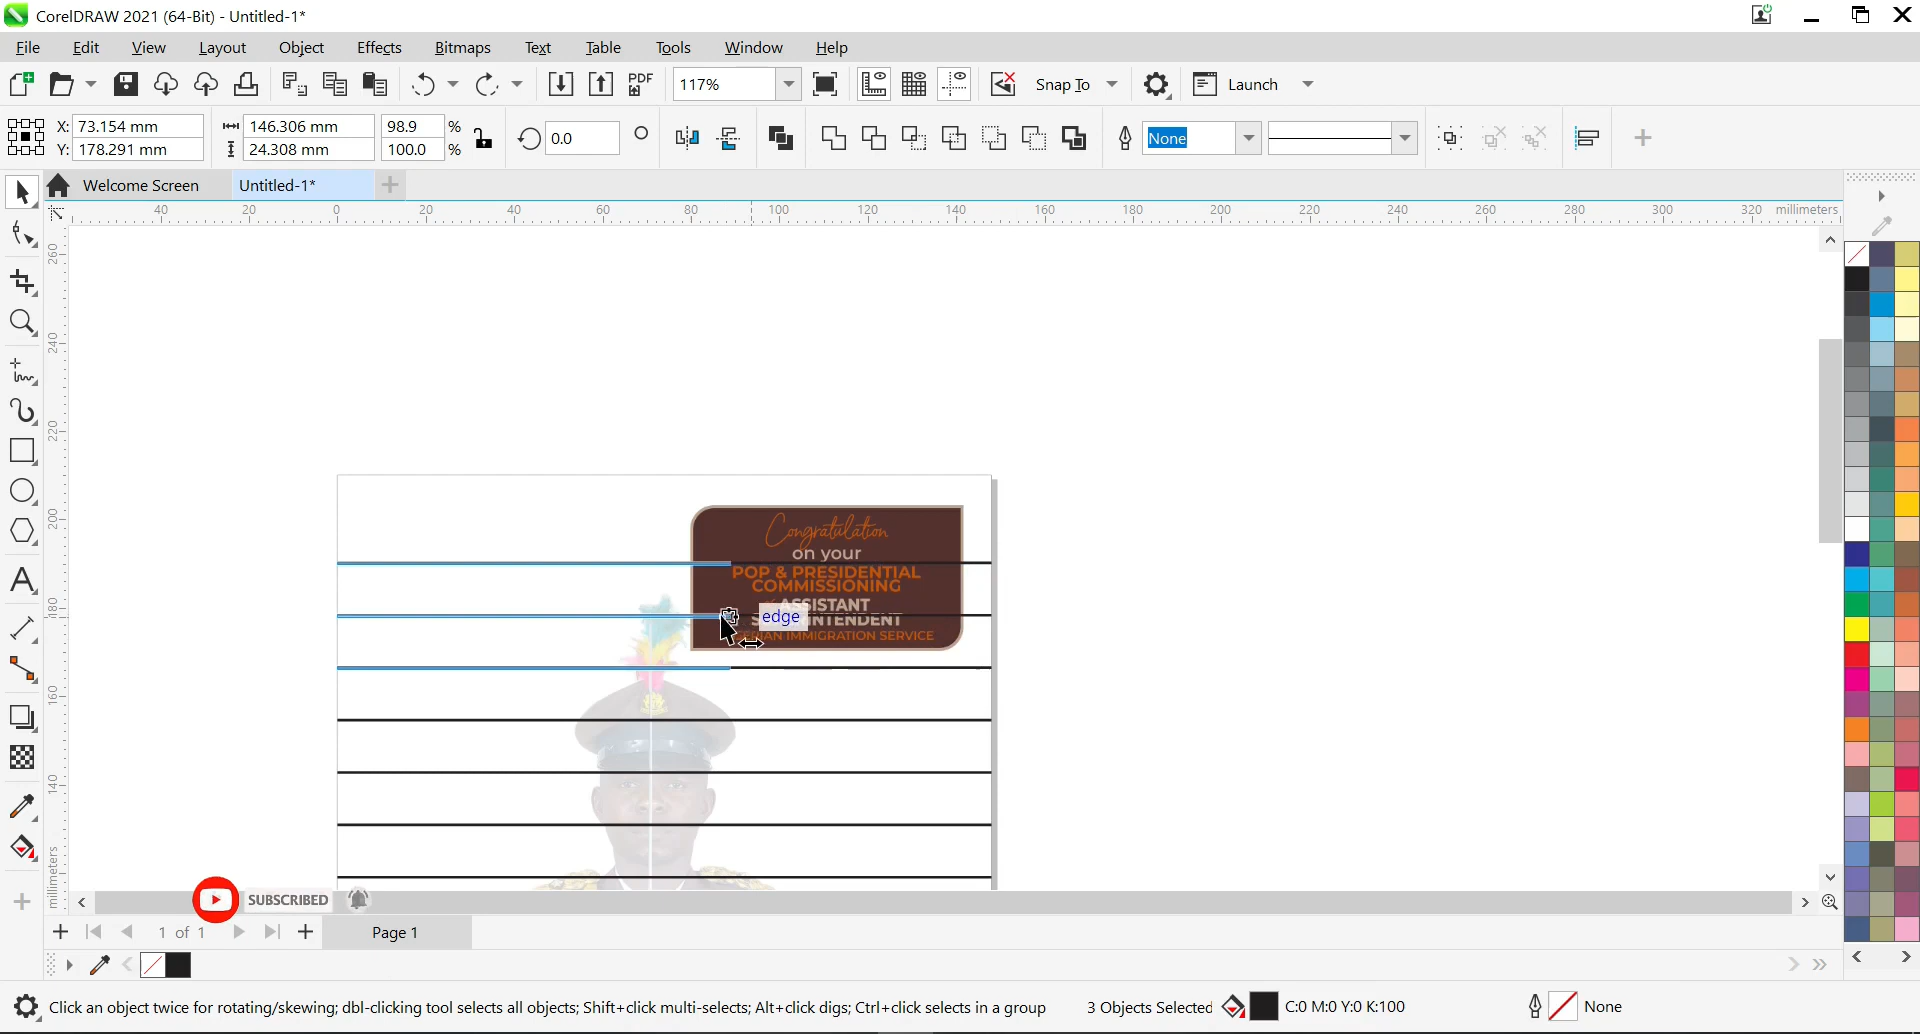 CorelDRAW 2021 (64-Bit) - Untitled-1*
File Edit View Layout Object Effects Bitmaps Text Table Tools Window Help
PDF 117% Snap To Launch
X: 73.154 mm 146.306 mm 98.9 % 0.0 None
Y: 178.291 mm 24.308 mm 100.0 %
Welcome Screen Untitled-1*
40 20 0 20 40 60 80 100 120 140 160 180 200 220 240 260 280 300 320 millimeters
260
240
220
200
180
160
140
millimeters
Congratulation
on your
POP & PRESIDENTIAL
COMMISSIONING
ASSISTANT
edge
IMMIGRATION SERVICE
SUBSCRIBED
1 of 1 Page 1
Click an object twice for rotating/skewing; dbl-clicking tool selects all objects; Shift+click multi-selects; Alt+click digs; Ctrl+click selects in a group 3 Objects Selected C:0 M:0 Y:0 K:100 None